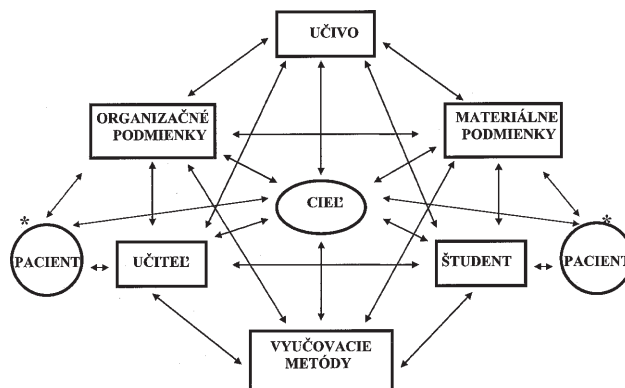 UČIVO
ORGANIZAČNÉ
PODMIENKY
MATERIÁLNE
PODMIENKY
CIEĽ
*
*
PACIENT
UČITEĽ
ŠTUDENT
PACIENT
VYUČOVACIE
METÓDY